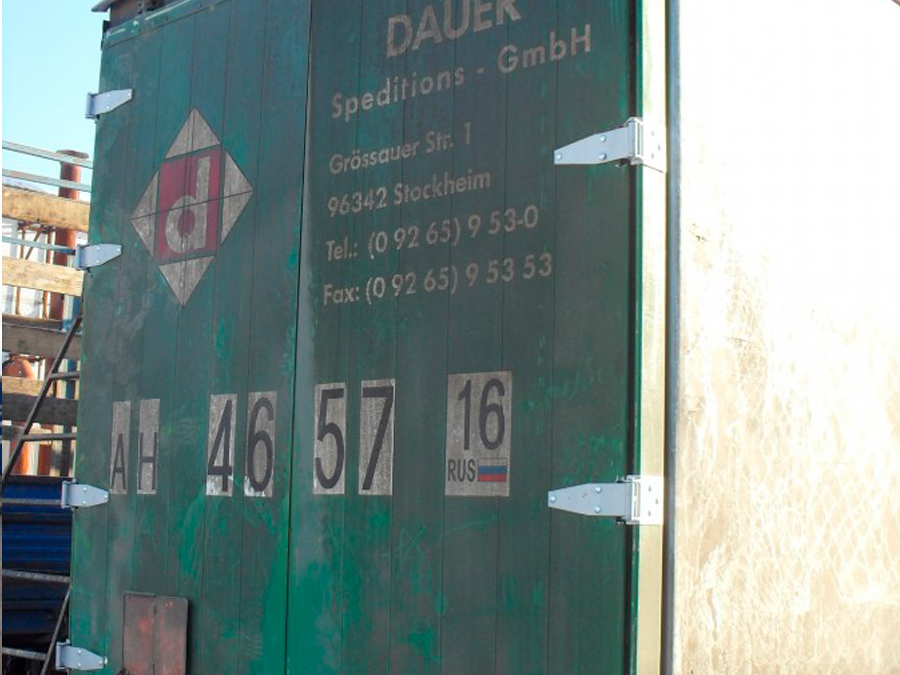 d
DAUER
Speditions - GmbH
Grössauer Str. 1
96342 Stockheim
Tel.: (0 92 65) 9 53-0
Fax: (0 92 65) 9 53 53
AH 46 57 16
RUS